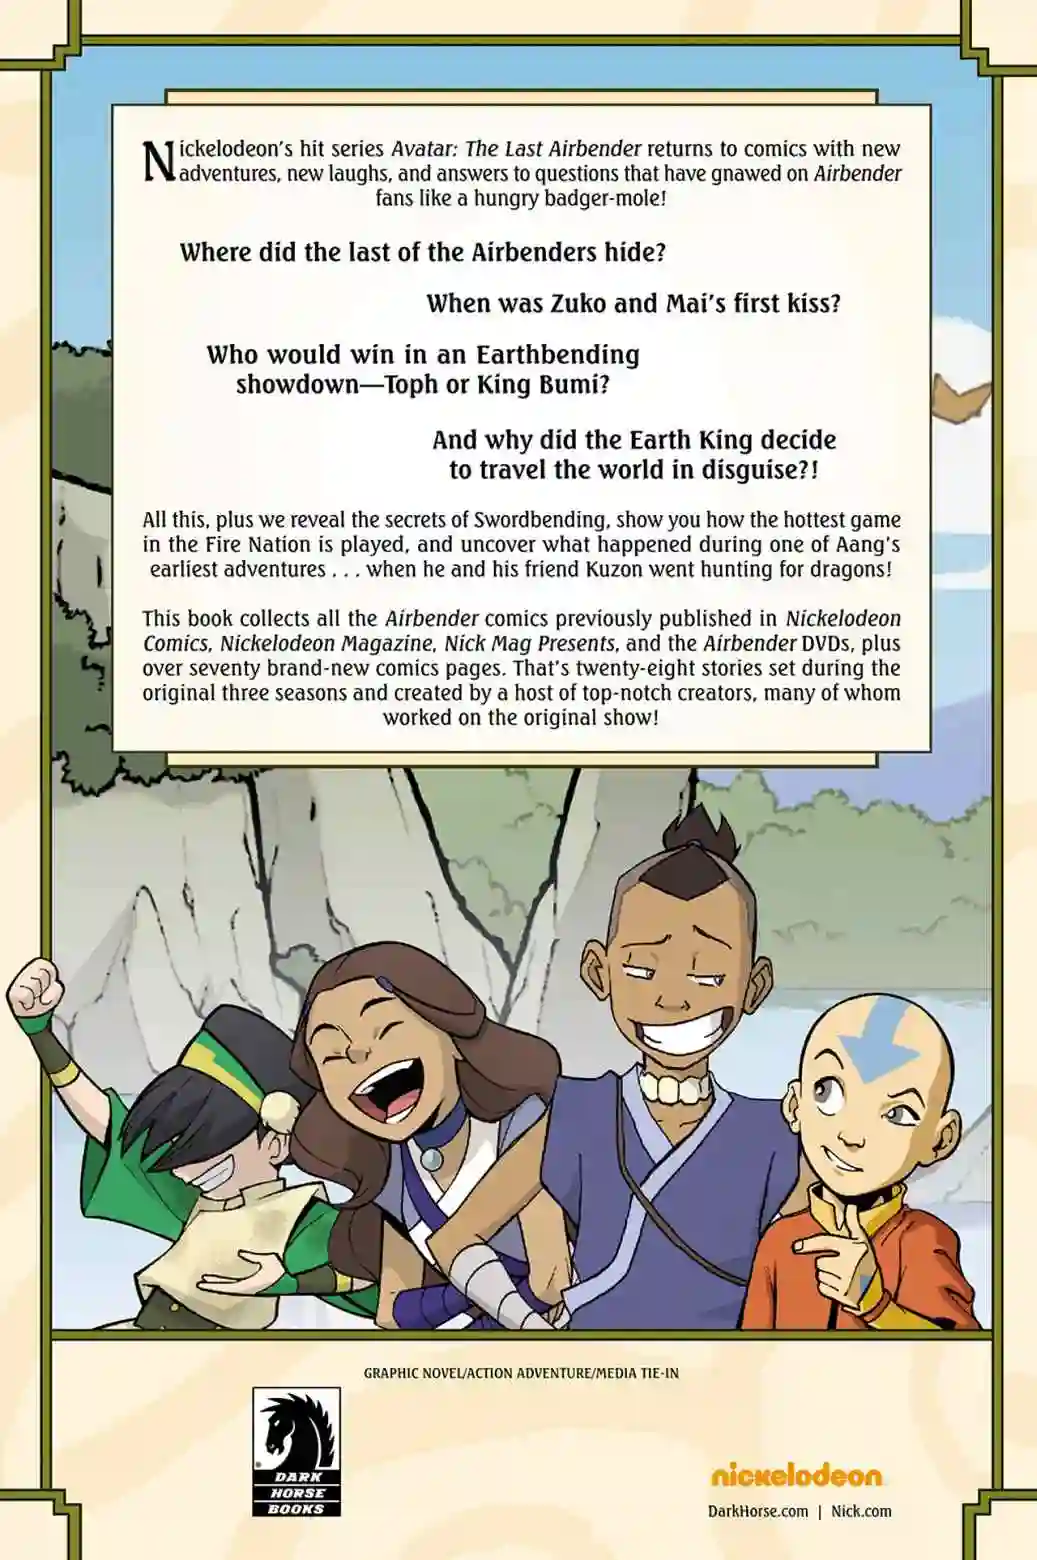 Nickelodeon's hit series Avatar: The Last Airbender returns to comics with new
adventures, new laughs, and answers to questions that have gnawed on Airbender
fans like a hungry badger-mole!
Where did the last of the Airbenders hide?
When was Zuko and Mai's first kiss?
Who would win in an Earthbending
showdown—Toph or King Bumi?
And why did the Earth King decide
to travel the world in disguise?!
All this, plus we reveal the secrets of Swordbending, show you how the hottest game
in the Fire Nation is played, and uncover what happened during one of Aang's
earliest adventures . . . when he and his friend Kuzon went hunting for dragons!
This book collects all the Airbender comics previously published in Nickelodeon
Comics, Nickelodeon Magazine, Nick Mag Presents, and the Airbender DVDs, plus
over seventy brand-new comics pages. That's twenty-eight stories set during the
original three seasons and created by a host of top-notch creators, many of whom
worked on the original show!
GRAPHIC NOVEL/ACTION ADVENTURE/MEDIA TIE-IN
DARK
HORSE
BOOKS
nickelodeon
DarkHorse.com | Nick.com